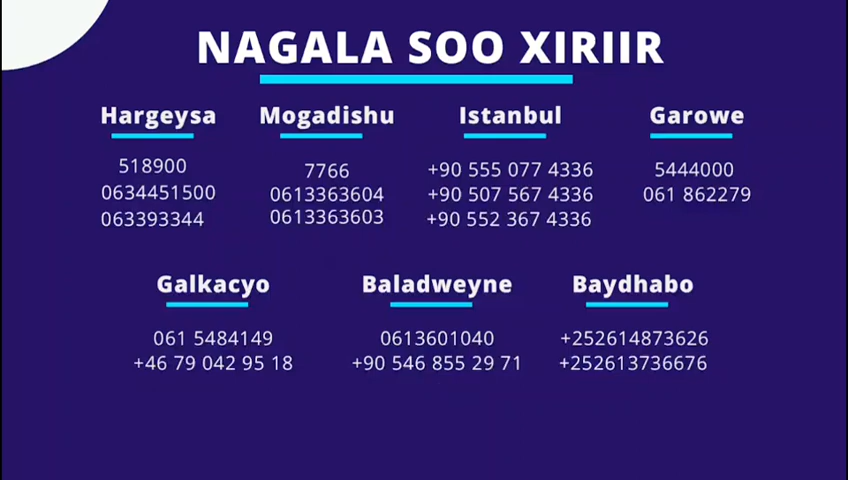 NAGALA SOO XIRIIR
Hargeysa
518900
0634451500
063393344
Mogadishu
7766
0613363604
0613363603
Istanbul
+90 555 077 4336
+90 507 567 4336
+90 552 367 4336
Garowe
5444000
061 862279
Galkacyo
061 5484149
+46 79 042 95 18
Baladweyne
0613601040
+90 546 855 29 71
Baydhabo
+252614873626
+252613736676